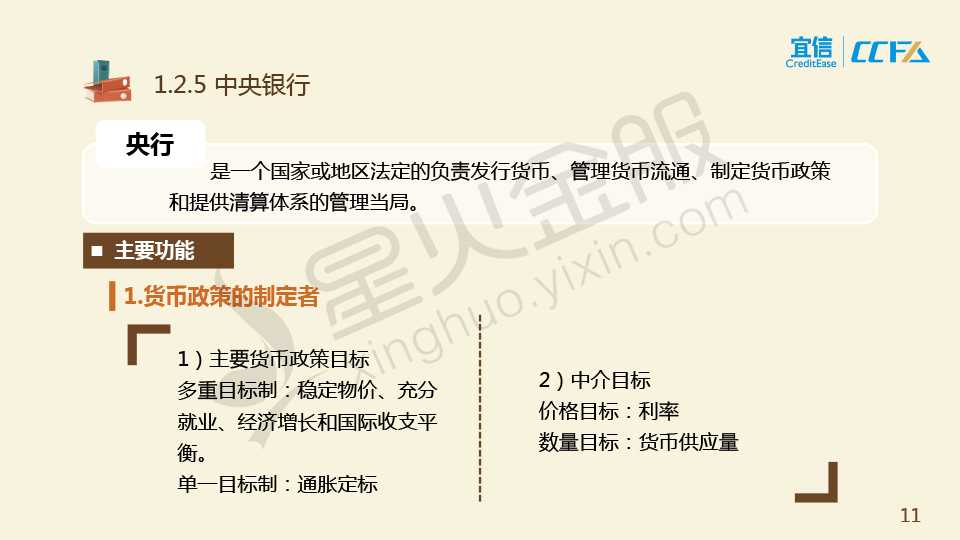 宜信
CreditEase
CCFA
1.2.5 中央银行
央行
是一个国家或地区法定的负责发行货币、管理货币流通、制定货币政策
和提供清算体系的管理当局。
主要功能
1.货币政策的制定者
1）主要货币政策目标
多重目标制：稳定物价、充分
就业、经济增长和国际收支平
衡。
单一目标制：通胀定标
2）中介目标
价格目标：利率
数量目标：货币供应量
星火金服
xinghuo.yixin.com
11